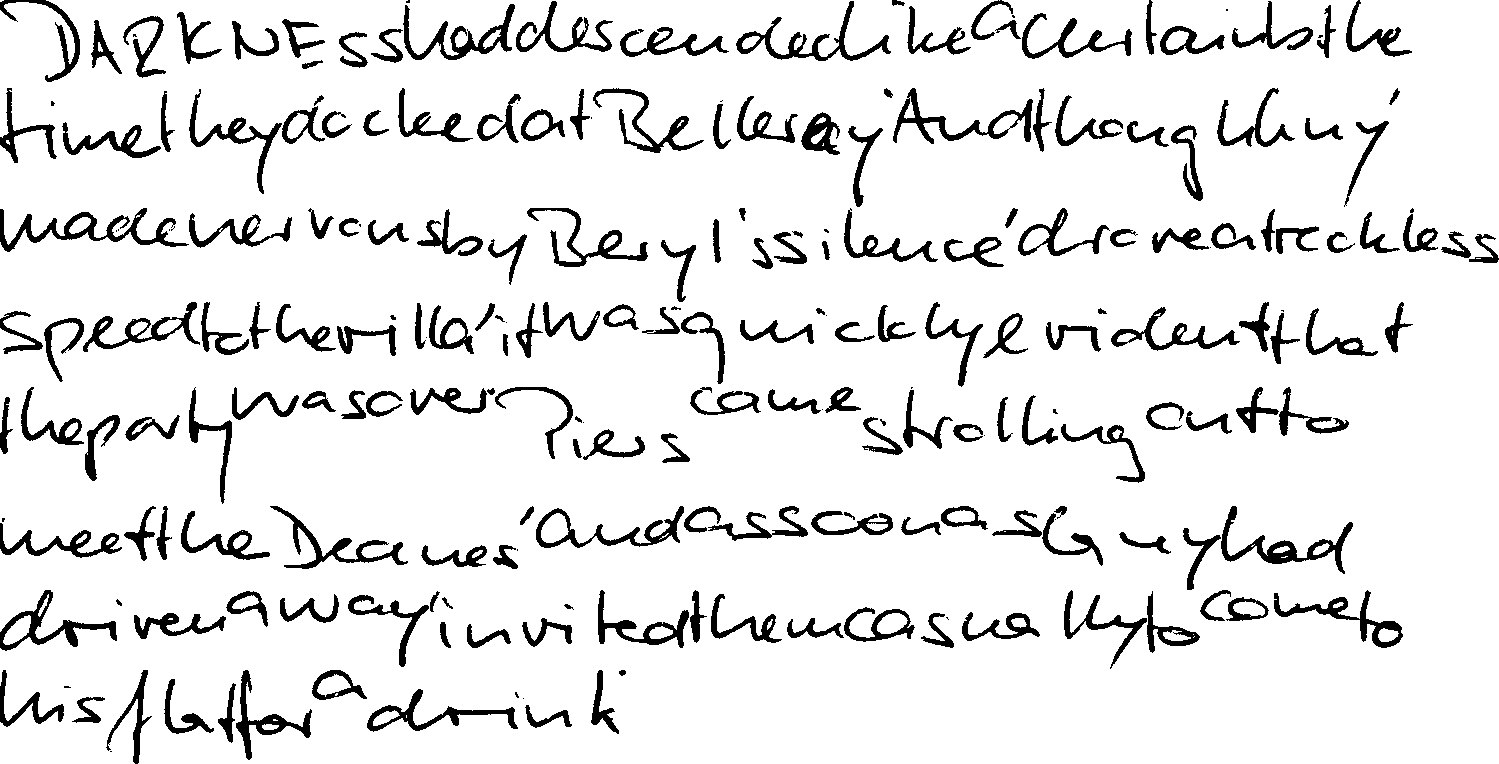 DARKNESS had descended like a curtain by the
time they docked at Belleray. And though Guy,
made nervous by Beryl's silence, drove at reckless
speed to the villa, it was quickly evident that
the party was over. Piers came strolling out to
meet the Deanes, and as soon as Guy had
driven away, invited them casually to come to
his flat for a drink.